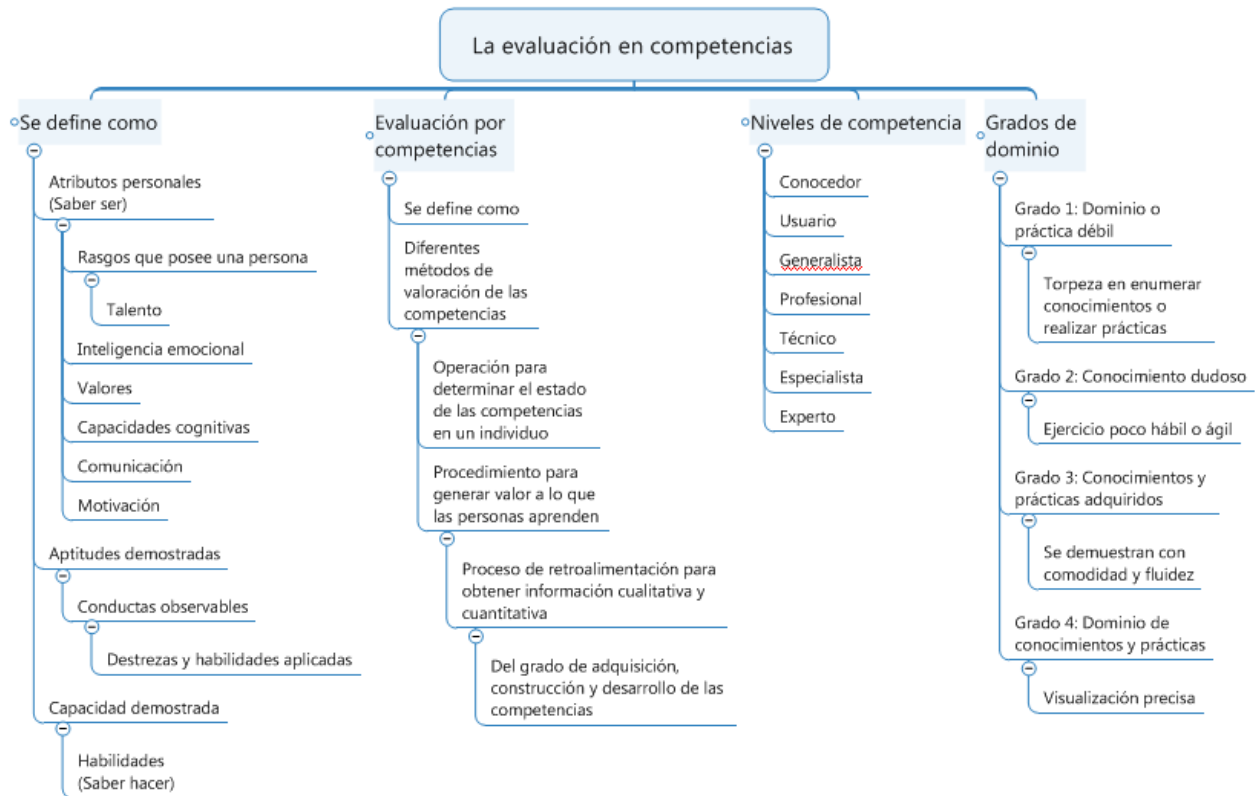 La evaluación en competencias
Se define como
Atributos personales
(Saber ser)
Rasgos que posee una persona
Talento
Inteligencia emocional
Valores
Capacidades cognitivas
Comunicación
Motivación
Aptitudes demostradas
Conductas observables
Destrezas y habilidades aplicadas
Capacidad demostrada
Habilidades
(Saber hacer)
Evaluación por
competencias
Se define como
Diferentes
métodos de
valoración de las
competencias
Operación para
determinar el estado
de las competencias
en un individuo
Procedimiento para
generar valor a lo que
las personas aprenden
Proceso de retroalimentación para
obtener información cualitativa y
cuantitativa
Del grado de adquisición,
construcción y desarrollo de las
competencias
Niveles de competencia
Conocedor
Usuario
Generalista
Profesional
Técnico
Especialista
Experto
Grados de
dominio
Grado 1: Dominio o
práctica débil
Torpeza en enumerar
conocimientos o
realizar prácticas
Grado 2: Conocimiento dudoso
Ejercicio poco hábil o ágil
Grado 3: Conocimientos y
prácticas adquiridos
Se demuestran con
comodidad y fluidez
Grado 4: Dominio de
conocimientos y prácticas
Visualización precisa